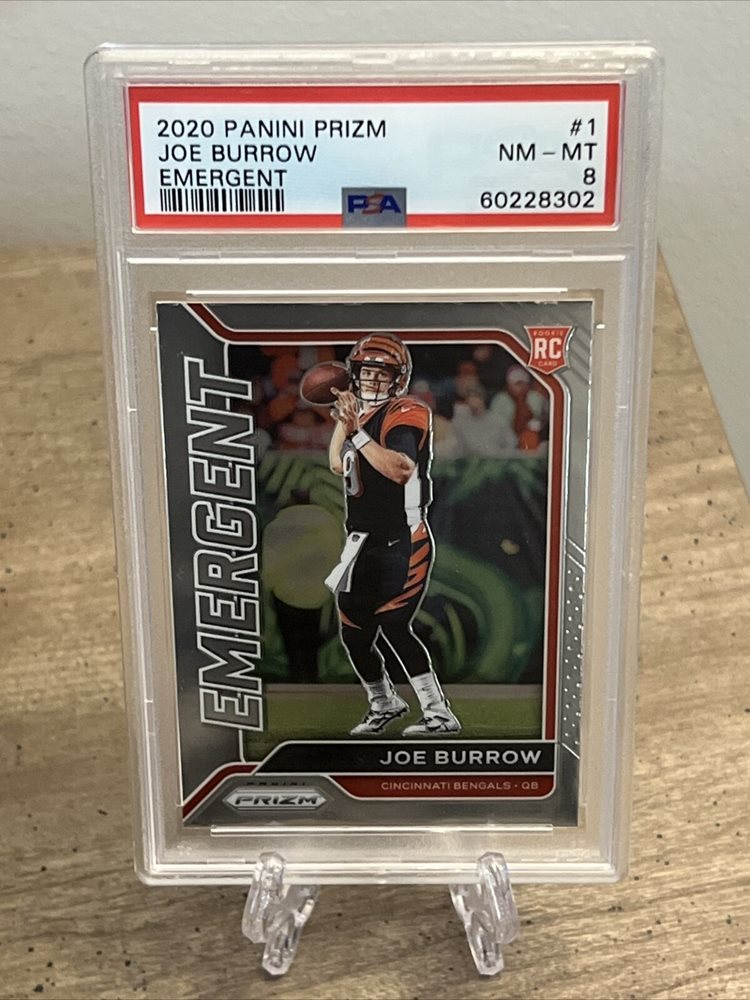 2020 PANINI PRIZM #1
JOE BURROW NM - MT
EMERGENT 8
PSA 60228302
ROOKIE
RC
CARD
EMERGENT
9
JOE BURROW
CINCINNATI BENGALS • QB
PANINI
PRIZM